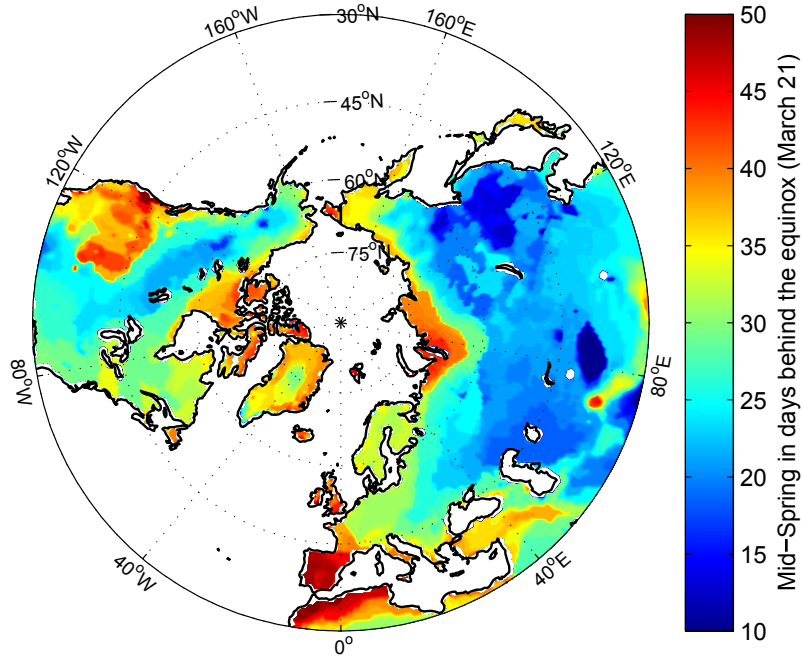 160°W
30°N
160°E
45°N
120°W
60°N
120°E
75°N
80°W
80°E
40°W
40°E
0°
50
45
40
35
30
25
20
15
10
Mid−Spring in days behind the equinox (March 21)